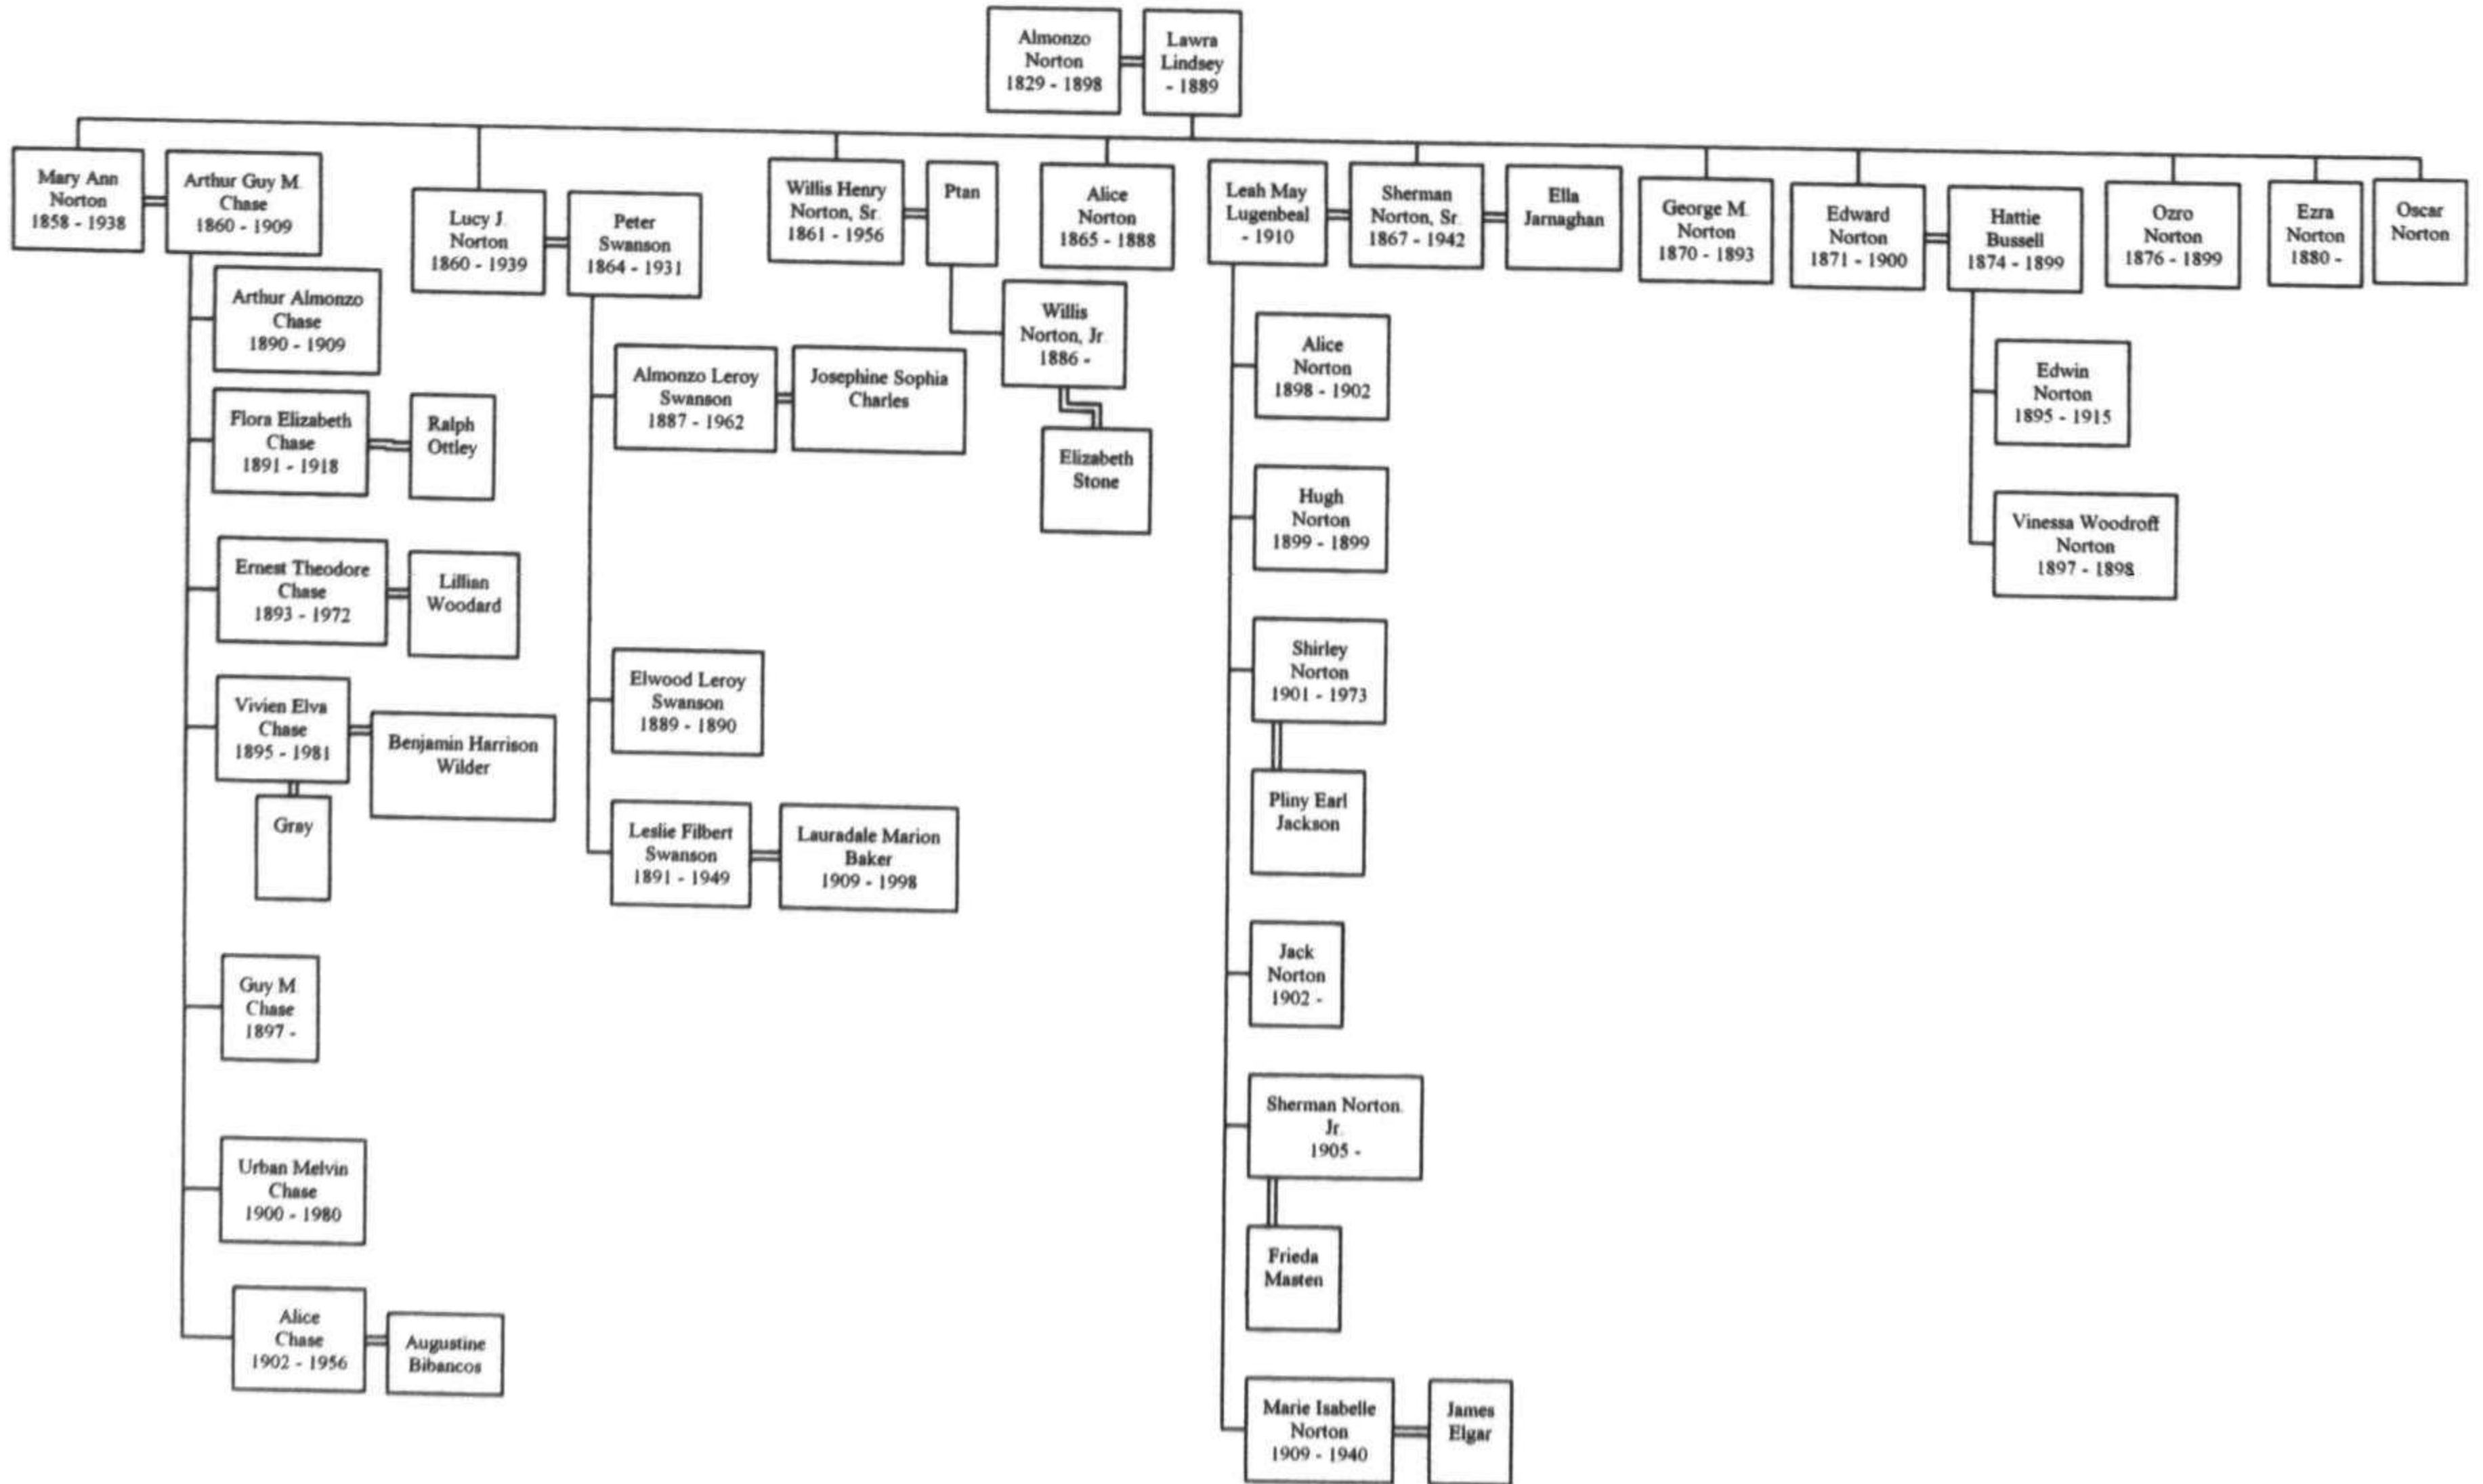 Almonzo
Norton
1829 - 1898
Lawra
Lindsey
- 1889
Mary Ann
Norton
1858 - 1938
Arthur Guy M.
Chase
1860 - 1909
Lucy J.
Norton
1860 - 1939
Peter
Swanson
1864 - 1931
Willis Henry
Norton, Sr.
1861 - 1956
Ptan
Alice
Norton
1865 - 1888
Leah May
Lugenbeal
- 1910
Sherman
Norton, Sr.
1867 - 1942
Ella
Jarnaghan
George M.
Norton
1870 - 1893
Edward
Norton
1871 - 1900
Hattie
Bussell
1874 - 1899
Ozro
Norton
1876 - 1899
Ezra
Norton
1880 -
Oscar
Norton
Arthur Almonzo
Chase
1890 - 1909
Flora Elizabeth
Chase
1891 - 1918
Ralph
Ottley
Ernest Theodore
Chase
1893 - 1972
Lillian
Woodard
Vivien Elva
Chase
1895 - 1981
Benjamin Harrison
Wilder
Gray
Guy M.
Chase
1897 -
Urban Melvin
Chase
1900 - 1980
Alice
Chase
1902 - 1956
Augustine
Bibancos
Almonzo Leroy
Swanson
1887 - 1962
Josephine Sophia
Charles
Elwood Leroy
Swanson
1889 - 1890
Leslie Filbert
Swanson
1891 - 1949
Lauradale Marion
Baker
1909 - 1998
Willis
Norton, Jr.
1886 -
Elizabeth
Stone
Alice
Norton
1898 - 1902
Hugh
Norton
1899 - 1899
Shirley
Norton
1901 - 1973
Pliny Earl
Jackson
Jack
Norton
1902 -
Sherman Norton,
Jr.
1905 -
Frieda
Masten
Marie Isabelle
Norton
1909 - 1940
James
Elgar
Edwin
Norton
1895 - 1915
Vinessa Woodroff
Norton
1897 - 1898